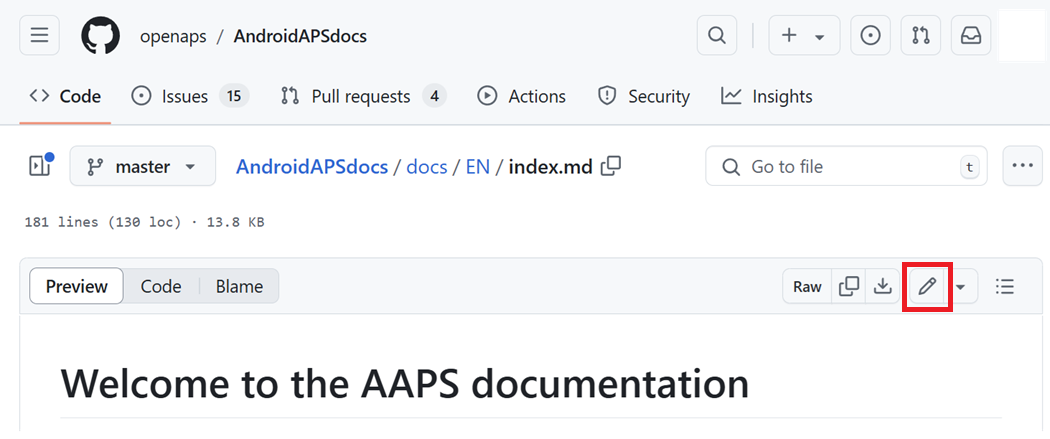 openaps / AndroidAPSdocs
Code Issues 15 Pull requests 4 Actions Security Insights
master AndroidAPSdocs / docs / EN / index.md Go to file t
181 lines (130 loc) · 13.8 KB
Preview Code Blame Raw
Welcome to the AAPS documentation